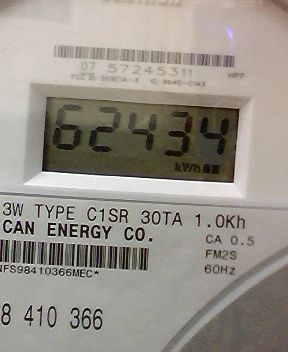 07 57245311
62434
kWh
3W TYPE C1SR 30TA 1.0Kh
CAN ENERGY CO.
CA 0.5
FM2S
60Hz
NFS98410366MEC*
8 410 366